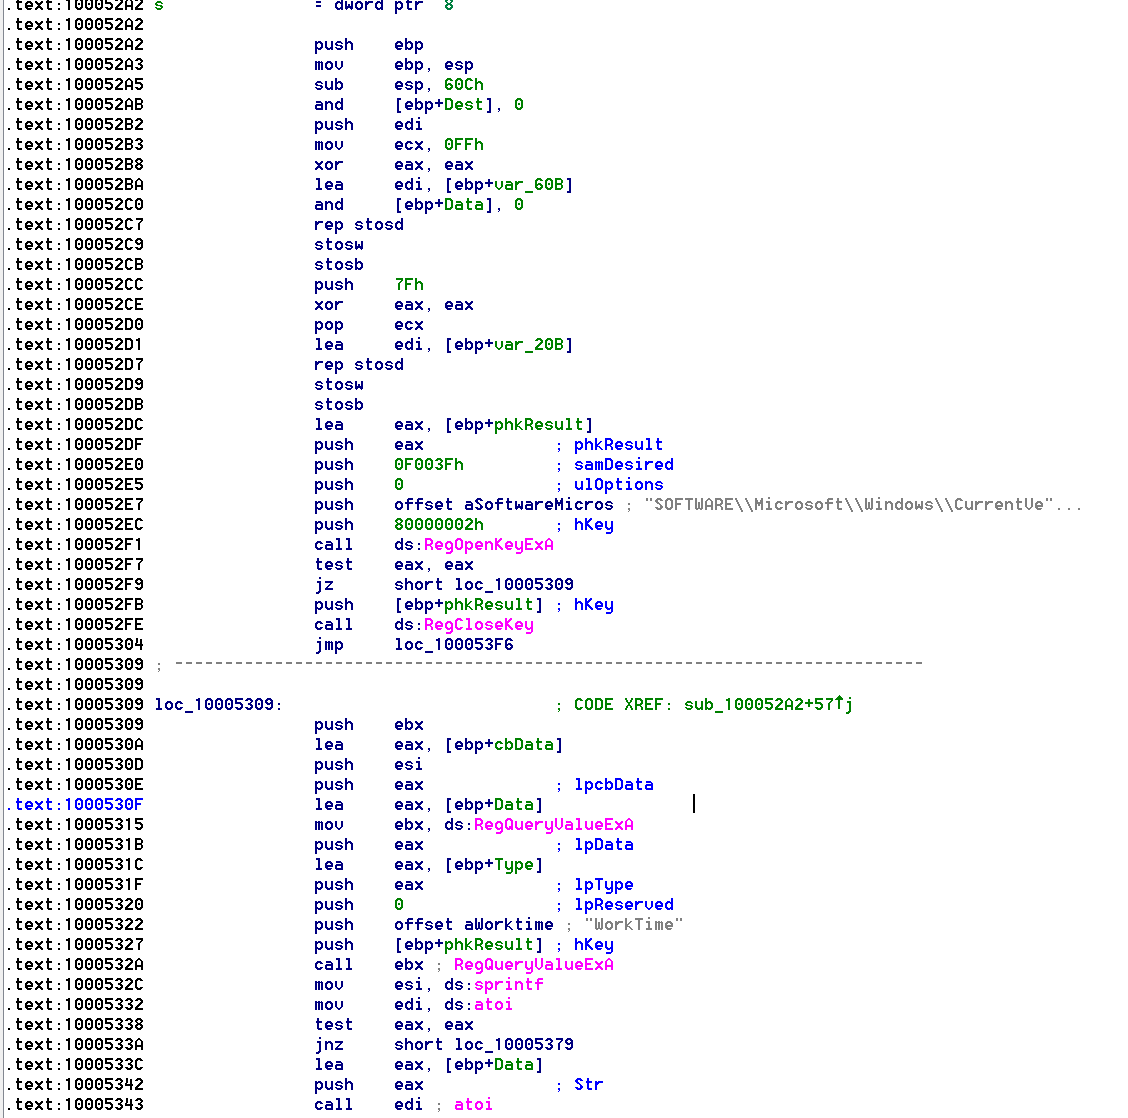 .text:100052A2 s = dword ptr 8
.text:100052A2
.text:100052A2 push ebp
.text:100052A3 mov ebp, esp
.text:100052A5 sub esp, 60Ch
.text:100052AB and [ebp+Dest], 0
.text:100052B2 push edi
.text:100052B3 mov ecx, 0FFh
.text:100052B8 xor eax, eax
.text:100052BA lea edi, [ebp+var_60B]
.text:100052C0 and [ebp+Data], 0
.text:100052C7 rep stosd
.text:100052C9 stosw
.text:100052CB stosb
.text:100052CC push 7Fh
.text:100052CE xor eax, eax
.text:100052D0 pop ecx
.text:100052D1 lea edi, [ebp+var_20B]
.text:100052D7 rep stosd
.text:100052D9 stosw
.text:100052DB stosb
.text:100052DC lea eax, [ebp+phkResult]
.text:100052DF push eax ; phkResult
.text:100052E0 push 0F003Fh ; samDesired
.text:100052E5 push 0 ; ulOptions
.text:100052E7 push offset aSoftwareMicros ; "SOFTWARE\\Microsoft\\Windows\\CurrentVe"...
.text:100052EC push 80000002h ; hKey
.text:100052F1 call ds:RegOpenKeyExA
.text:100052F7 test eax, eax
.text:100052F9 jz short loc_10005309
.text:100052FB push [ebp+phkResult] ; hKey
.text:100052FE call ds:RegCloseKey
.text:10005304 jmp loc_100053F6
.text:10005309 ; ---------------------------------------------------------------------------
.text:10005309
.text:10005309 loc_10005309: ; CODE XREF: sub_100052A2+57↑j
.text:10005309 push ebx
.text:1000530A lea eax, [ebp+cbData]
.text:1000530D push esi
.text:1000530E push eax ; lpcbData
.text:1000530F lea eax, [ebp+Data]
.text:10005315 mov ebx, ds:RegQueryValueExA
.text:1000531B push eax ; lpData
.text:1000531C lea eax, [ebp+Type]
.text:1000531F push eax ; lpType
.text:10005320 push 0 ; lpReserved
.text:10005322 push offset aWorktime ; "WorkTime"
.text:10005327 push [ebp+phkResult] ; hKey
.text:1000532A call ebx ; RegQueryValueExA
.text:1000532C mov esi, ds:sprintf
.text:10005332 mov edi, ds:atoi
.text:10005338 test eax, eax
.text:1000533A jnz short loc_10005379
.text:1000533C lea eax, [ebp+Data]
.text:10005342 push eax ; Str
.text:10005343 call edi ; atoi